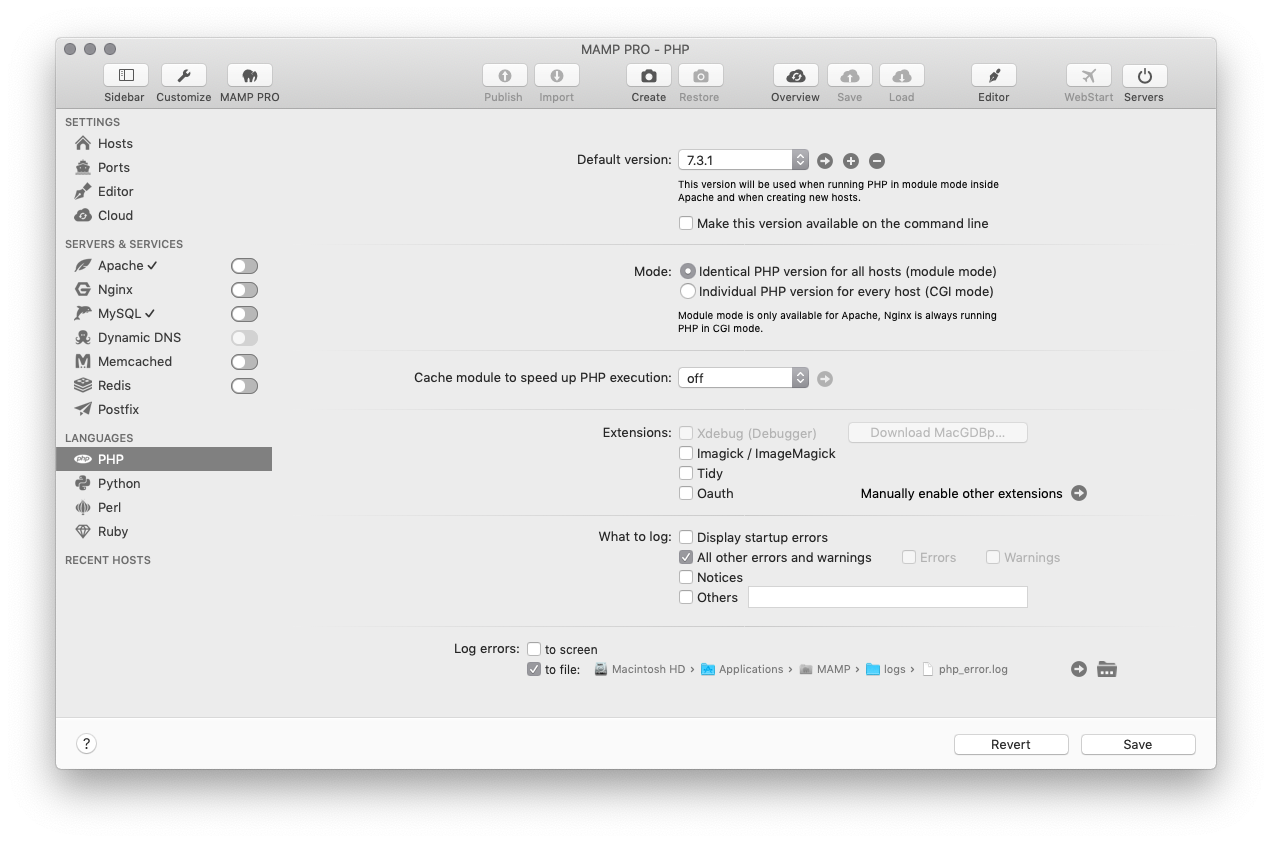 MAMP PRO - PHP
Sidebar Customize MAMP PRO Publish Import Create Restore Overview Save Load Editor WebStart Servers
SETTINGS
Hosts
Ports
Editor
Cloud
SERVERS & SERVICES
Apache ✓
Nginx
MySQL ✓
Dynamic DNS
Memcached
Redis
Postfix
LANGUAGES
php PHP
Python
Perl
Ruby
RECENT HOSTS
Default version: 7.3.1
This version will be used when running PHP in module mode inside
Apache and when creating new hosts.
Make this version available on the command line
Mode: Identical PHP version for all hosts (module mode)
Individual PHP version for every host (CGI mode)
Module mode is only available for Apache, Nginx is always running
PHP in CGI mode.
Cache module to speed up PHP execution: off
Extensions: Xdebug (Debugger) Download MacGDBp...
Imagick / ImageMagick
Tidy
Oauth Manually enable other extensions
What to log: Display startup errors
All other errors and warnings Errors Warnings
Notices
Others
Log errors: to screen
to file: Macintosh HD › Applications › MAMP › logs › php_error.log
? Revert Save